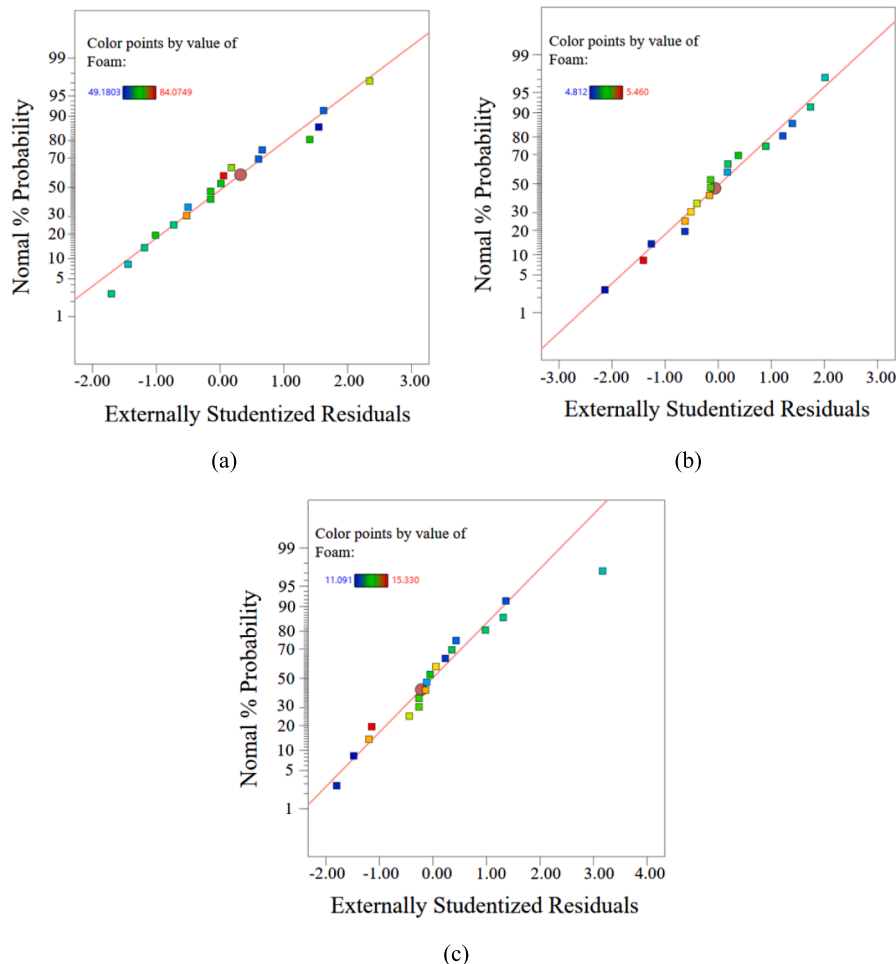 Color points by value of
Foam:
49.1803 84.0749
99
95
90
80
70
50
30
20
10
5
1
Nomal % Probability
-2.00 -1.00 0.00 1.00 2.00 3.00
Externally Studentized Residuals
(a)
Color points by value of
Foam:
4.812 5.460
99
95
90
80
70
50
30
20
10
5
1
Nomal % Probability
-3.00 -2.00 -1.00 0.00 1.00 2.00 3.00
Externally Studentized Residuals
(b)
Color points by value of
Foam:
11.091 15.330
99
95
90
80
70
50
30
20
10
5
1
Nomal % Probability
-2.00 -1.00 0.00 1.00 2.00 3.00 4.00
Externally Studentized Residuals
(c)